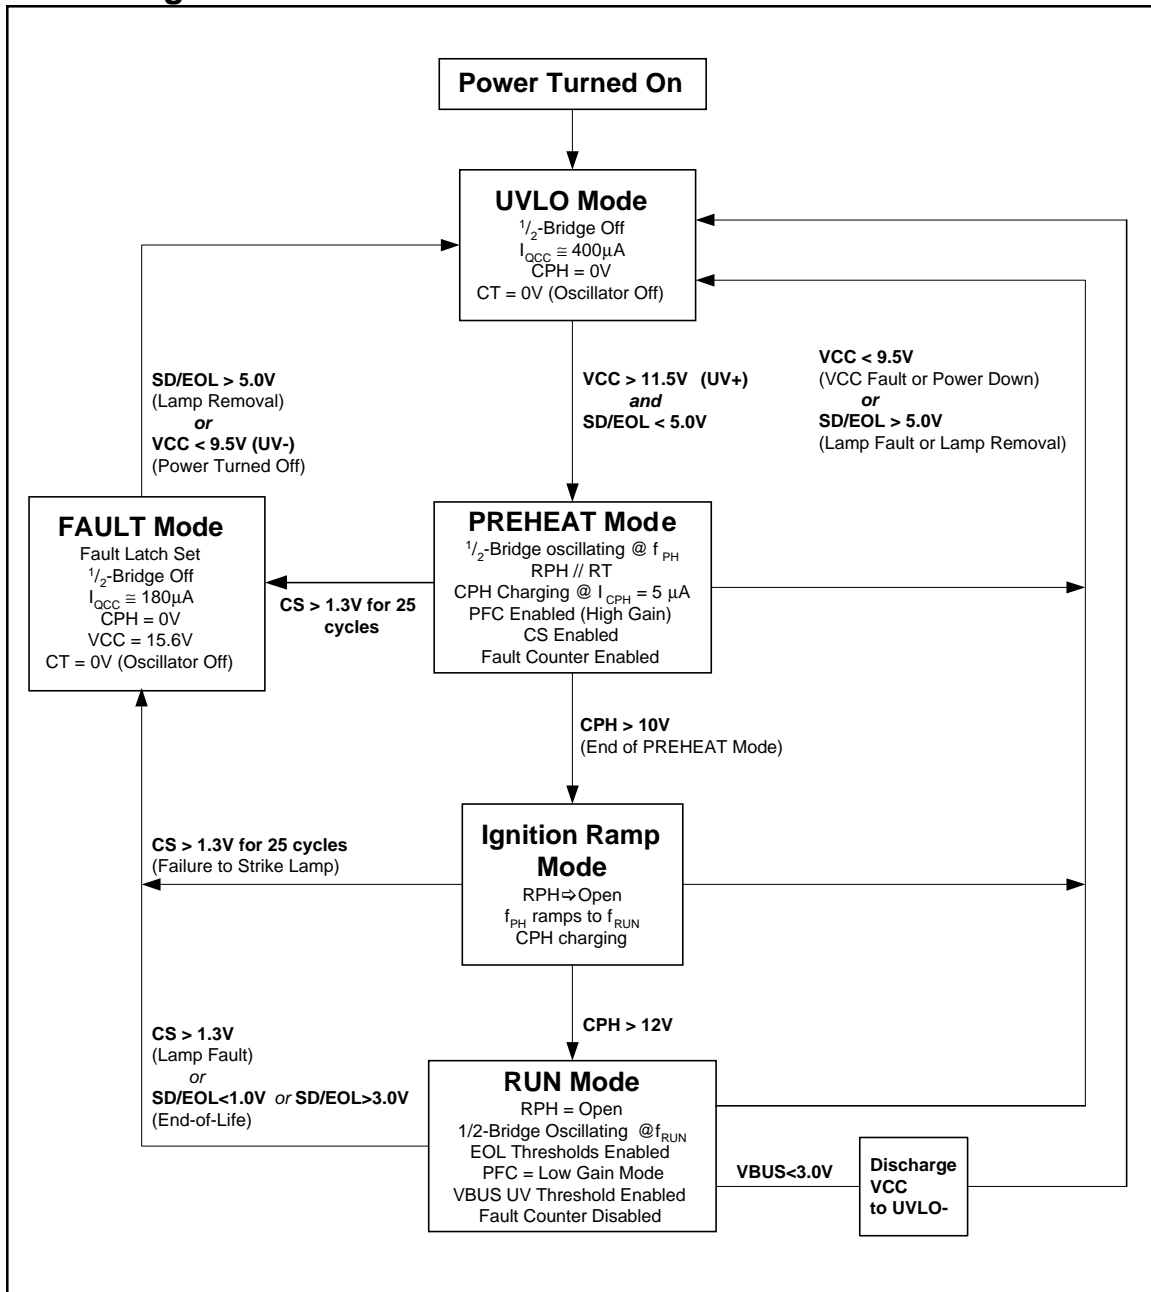 Power Turned On
UVLO Mode
1/2-Bridge Off
IQCC ≅ 400μA
CPH = 0V
CT = 0V (Oscillator Off)
SD/EOL > 5.0V
(Lamp Removal)
or
VCC < 9.5V (UV-)
(Power Turned Off)
VCC > 11.5V (UV+)
and
SD/EOL < 5.0V
VCC < 9.5V
(VCC Fault or Power Down)
or
SD/EOL > 5.0V
(Lamp Fault or Lamp Removal)
FAULT Mode
Fault Latch Set
1/2-Bridge Off
IQCC ≅ 180μA
CPH = 0V
VCC = 15.6V
CT = 0V (Oscillator Off)
CS > 1.3V for 25
cycles
PREHEAT Mode
1/2-Bridge oscillating @ fPH
RPH // RT
CPH Charging @ ICPH = 5 μA
PFC Enabled (High Gain)
CS Enabled
Fault Counter Enabled
CPH > 10V
(End of PREHEAT Mode)
CS > 1.3V for 25 cycles
(Failure to Strike Lamp)
Ignition Ramp
Mode
RPH⇨Open
fPH ramps to fRUN
CPH charging
CPH > 12V
CS > 1.3V
(Lamp Fault)
or
SD/EOL<1.0V or SD/EOL>3.0V
(End-of-Life)
RUN Mode
RPH = Open
1/2-Bridge Oscillating @fRUN
EOL Thresholds Enabled
PFC = Low Gain Mode
VBUS UV Threshold Enabled
Fault Counter Disabled
VBUS<3.0V
Discharge
VCC
to UVLO-